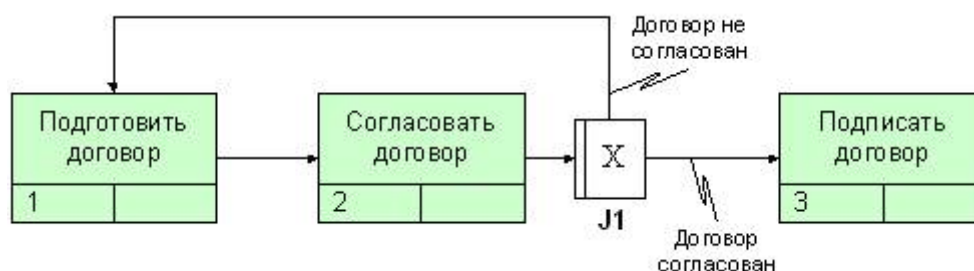 Договор не
согласован
Подготовить
договор
1
Согласовать
договор
2
X
J1
Подписать
договор
3
Договор
согласован